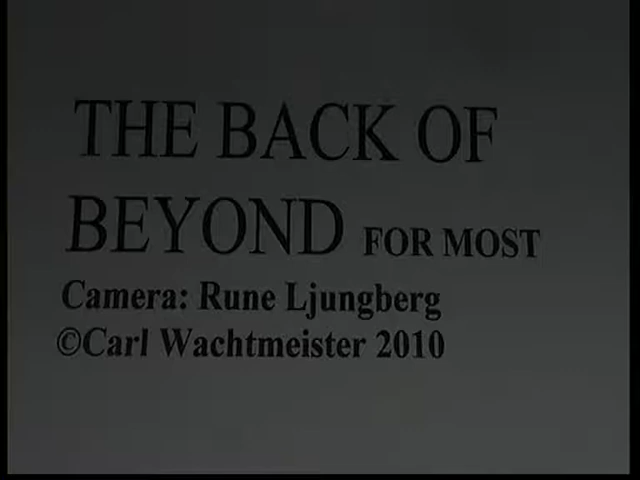 THE BACK OF
BEYOND FOR MOST
Camera: Rune Ljungberg
©Carl Wachtmeister 2010